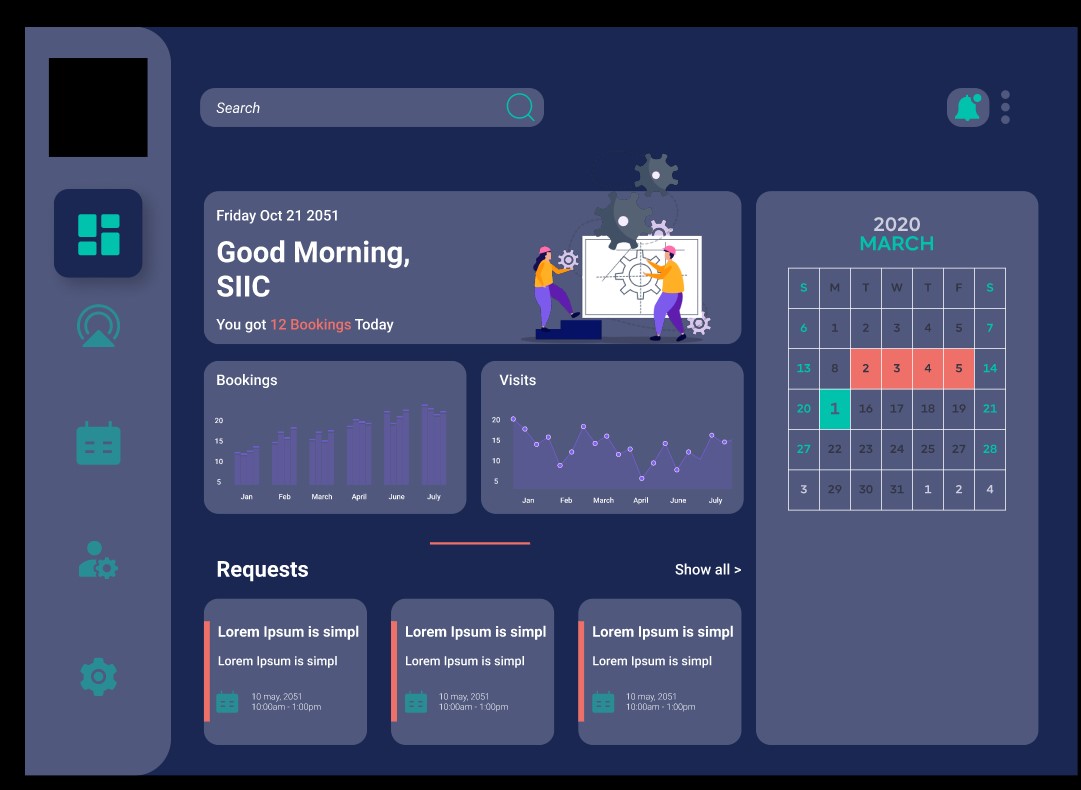 Search
Friday Oct 21 2051
Good Morning,
SIIC
You got 12 Bookings Today
2020
MARCH
S M T W T F S
6 1 2 3 4 5 7
13 8 2 3 4 5 14
20 1 16 17 18 19 21
27 22 23 24 25 27 28
3 29 30 31 1 2 4
Bookings
20
15
10
5
Jan Feb March April June July
Visits
20
15
10
5
Jan Feb March April June July
Requests
Show all >
Lorem Ipsum is simpl
Lorem Ipsum is simpl
10 may, 2051
10:00am - 1:00pm
Lorem Ipsum is simpl
Lorem Ipsum is simpl
10 may, 2051
10:00am - 1:00pm
Lorem Ipsum is simpl
Lorem Ipsum is simpl
10 may, 2051
10:00am - 1:00pm